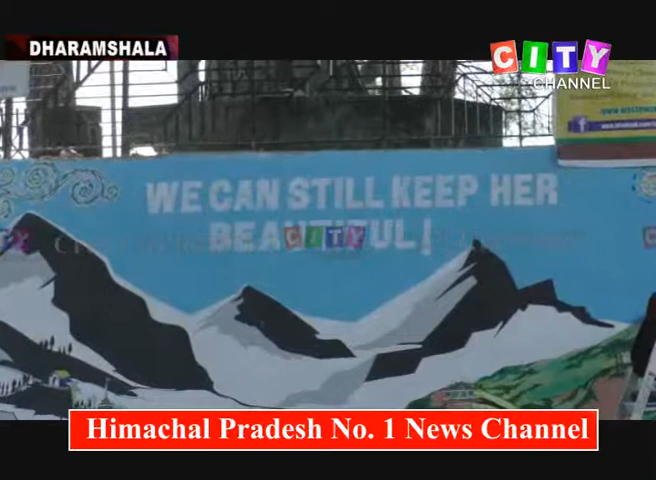 DHARAMSHALA
CITY
CHANNEL
WE CAN STILL KEEP HER
BEAUTIFUL!
CITY
Himachal Pradesh No. 1 News Channel